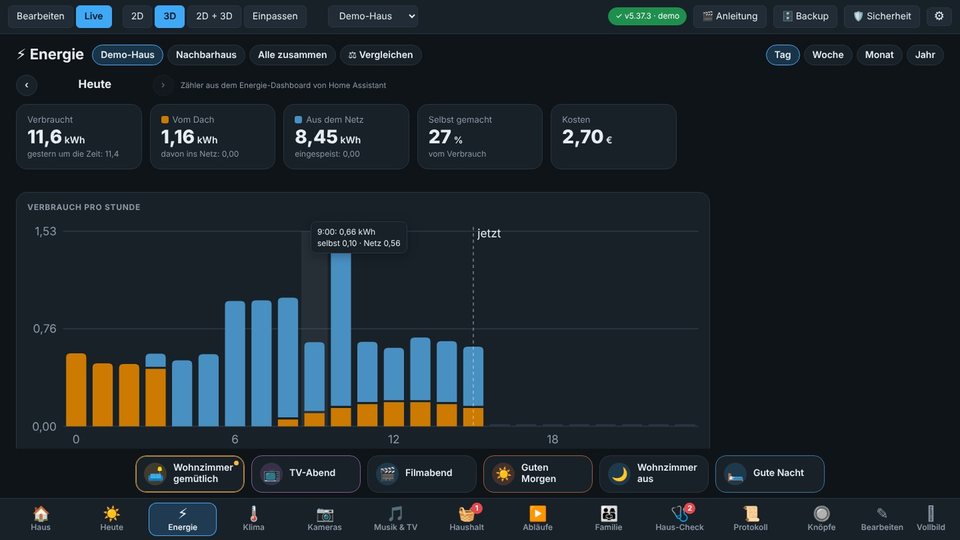 Bearbeiten Live 2D 3D 2D + 3D Einpassen Demo-Haus ✓ v5.37.3 · demo Anleitung Backup Sicherheit
Energie Demo-Haus Nachbarhaus Alle zusammen Vergleichen Tag Woche Monat Jahr
‹ Heute › Zähler aus dem Energie-Dashboard von Home Assistant
Verbraucht Vom Dach Aus dem Netz Selbst gemacht Kosten
11,6 kWh 1,16 kWh 8,45 kWh 27 % 2,70 €
gestern um die Zeit: 11,4 davon ins Netz: 0,00 eingespeist: 0,00 vom Verbrauch
VERBRAUCH PRO STUNDE
1,53
9:00: 0,66 kWh
selbst 0,10 · Netz 0,56
jetzt
0,76
0,00
0 6 12 18
Wohnzimmer gemütlich
TV-Abend
Filmabend
Guten Morgen
Wohnzimmer aus
Gute Nacht
Haus Heute Energie Klima Kameras Musik & TV Haushalt 1 Abläufe Familie Haus-Check 2 Protokoll Knöpfe Bearbeiten Vollbild